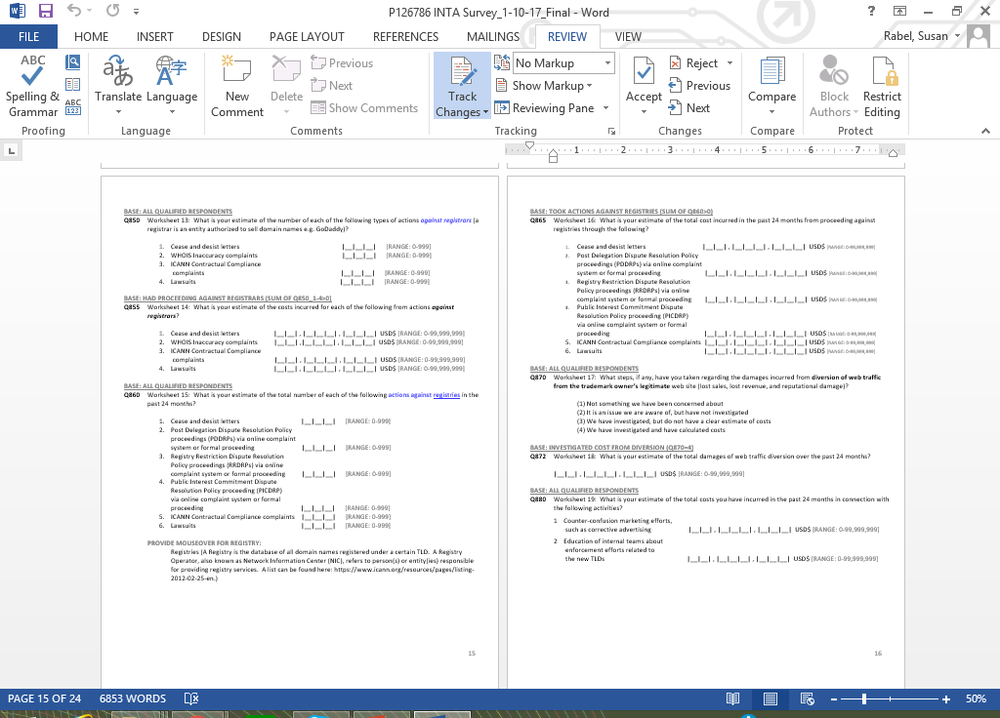 P126786 INTA Survey_1-10-17_Final - Word
FILE HOME INSERT DESIGN PAGE LAYOUT REFERENCES MAILINGS REVIEW VIEW Rabel, Susan
ABC
Spelling & Grammar
ABC
123
Translate Language
New Comment
Delete
Previous
Next
Show Comments
Track Changes
No Markup
Show Markup
Reviewing Pane
Accept
Reject
Previous
Next
Compare
Block Authors
Restrict Editing
Proofing Language Comments Tracking Changes Compare Protect
L
1 2 3 4 5 6 7
BASE: ALL QUALIFIED RESPONDENTS
Q850 Worksheet 13: What is your estimate of the number of each of the following types of actions against registrars (a
registrar is an entity authorized to sell domain names e.g. GoDaddy)?
1. Cease and desist letters |__|__|__| [RANGE: 0-999]
2. WHOIS Inaccuracy complaints |__|__|__| [RANGE: 0-999]
3. ICANN Contractual Compliance
complaints |__|__|__| [RANGE: 0-999]
4. Lawsuits |__|__|__| [RANGE: 0-999]
BASE: HAD PROCEEDING AGAINST REGISTRARS (SUM OF Q850_1-4>0)
Q855 Worksheet 14: What is your estimate of the costs incurred for each of the following from actions against
registrars?
1. Cease and desist letters |__|__| , |__|__|__| , |__|__|__| USD$ [RANGE: 0-99,999,999]
2. WHOIS Inaccuracy complaints |__|__| , |__|__|__| , |__|__|__| USD$ [RANGE: 0-99,999,999]
3. ICANN Contractual Compliance
complaints |__|__| , |__|__|__| , |__|__|__| USD$ [RANGE: 0-99,999,999]
4. Lawsuits |__|__| , |__|__|__| , |__|__|__| USD$ [RANGE: 0-99,999,999]
BASE: ALL QUALIFIED RESPONDENTS
Q860 Worksheet 15: What is your estimate of the total number of each of the following actions against registries in the
past 24 months?
1. Cease and desist letters |__|__|__| [RANGE: 0-999]
2. Post Delegation Dispute Resolution Policy
proceedings (PDDRPs) via online complaint
system or formal proceeding |__|__|__| [RANGE: 0-999]
3. Registry Restriction Dispute Resolution
Policy proceedings (RRDRPs) via online
complaint system or formal proceeding |__|__|__| [RANGE: 0-999]
4. Public Interest Commitment Dispute
Resolution Policy proceeding (PICDRP)
via online complaint system or formal
proceeding |__|__|__| [RANGE: 0-999]
5. ICANN Contractual Compliance complaints |__|__|__| [RANGE: 0-999]
6. Lawsuits |__|__|__| [RANGE: 0-999]
PROVIDE MOUSEOVER FOR REGISTRY:
Registries (A Registry is the database of all domain names registered under a certain TLD. A Registry
Operator, also known as Network Information Center (NIC), refers to person(s) or entity(ies) responsible
for providing registry services. A list can be found here: https://www.icann.org/resources/pages/listing-
2012-02-25-en.)
15
BASE: TOOK ACTIONS AGAINST REGISTRIES (SUM OF Q860>0)
Q865 Worksheet 16: What is your estimate of the total cost incurred in the past 24 months from proceeding against
registries through the following?
1. Cease and desist letters |__|__| , |__|__|__| , |__|__|__| USD$ [RANGE: 0-99,999,999]
2. Post Delegation Dispute Resolution Policy
proceedings (PDDRPs) via online complaint
system or formal proceeding |__|__| , |__|__|__| , |__|__|__| USD$ [RANGE: 0-99,999,999]
3. Registry Restriction Dispute Resolution
Policy proceedings (RRDRPs) via online
complaint system or formal proceeding |__|__| , |__|__|__| , |__|__|__| USD$ [RANGE: 0-99,999,999]
4. Public Interest Commitment Dispute
Resolution Policy proceeding (PICDRP)
via online complaint system or formal
proceeding |__|__| , |__|__|__| , |__|__|__| USD$ [RANGE: 0-99,999,999]
5. ICANN Contractual Compliance complaints |__|__| , |__|__|__| , |__|__|__| USD$ [RANGE: 0-99,999,999]
6. Lawsuits |__|__| , |__|__|__| , |__|__|__| USD$ [RANGE: 0-99,999,999]
BASE: ALL QUALIFIED RESPONDENTS
Q870 Worksheet 17: What steps, if any, have you taken regarding the damages incurred from diversion of web traffic
from the trademark owner's legitimate web site (lost sales, lost revenue, and reputational damage)?
(1) Not something we have been concerned about
(2) It is an issue we are aware of, but have not investigated
(3) We have investigated, but do not have a clear estimate of costs
(4) We have investigated and have calculated costs
BASE: INVESTIGATED COST FROM DIVERSION (Q870=4)
Q872 Worksheet 18: What is your estimate of the total damages of web traffic diversion over the past 24 months?
|__|__| , |__|__|__| , |__|__|__| USD$ [RANGE: 0-99,999,999]
BASE: ALL QUALIFIED RESPONDENTS
Q880 Worksheet 19: What is your estimate of the total costs you have incurred in the past 24 months in connection with
the following activities?
1 Counter-confusion marketing efforts,
such as corrective advertising |__|__| , |__|__|__| , |__|__|__| USD$ [RANGE: 0-99,999,999]
2 Education of internal teams about
enforcement efforts related to
the new TLDs |__|__| , |__|__|__| , |__|__|__| USD$ [RANGE: 0-99,999,999]
16
PAGE 15 OF 24 6853 WORDS 50%